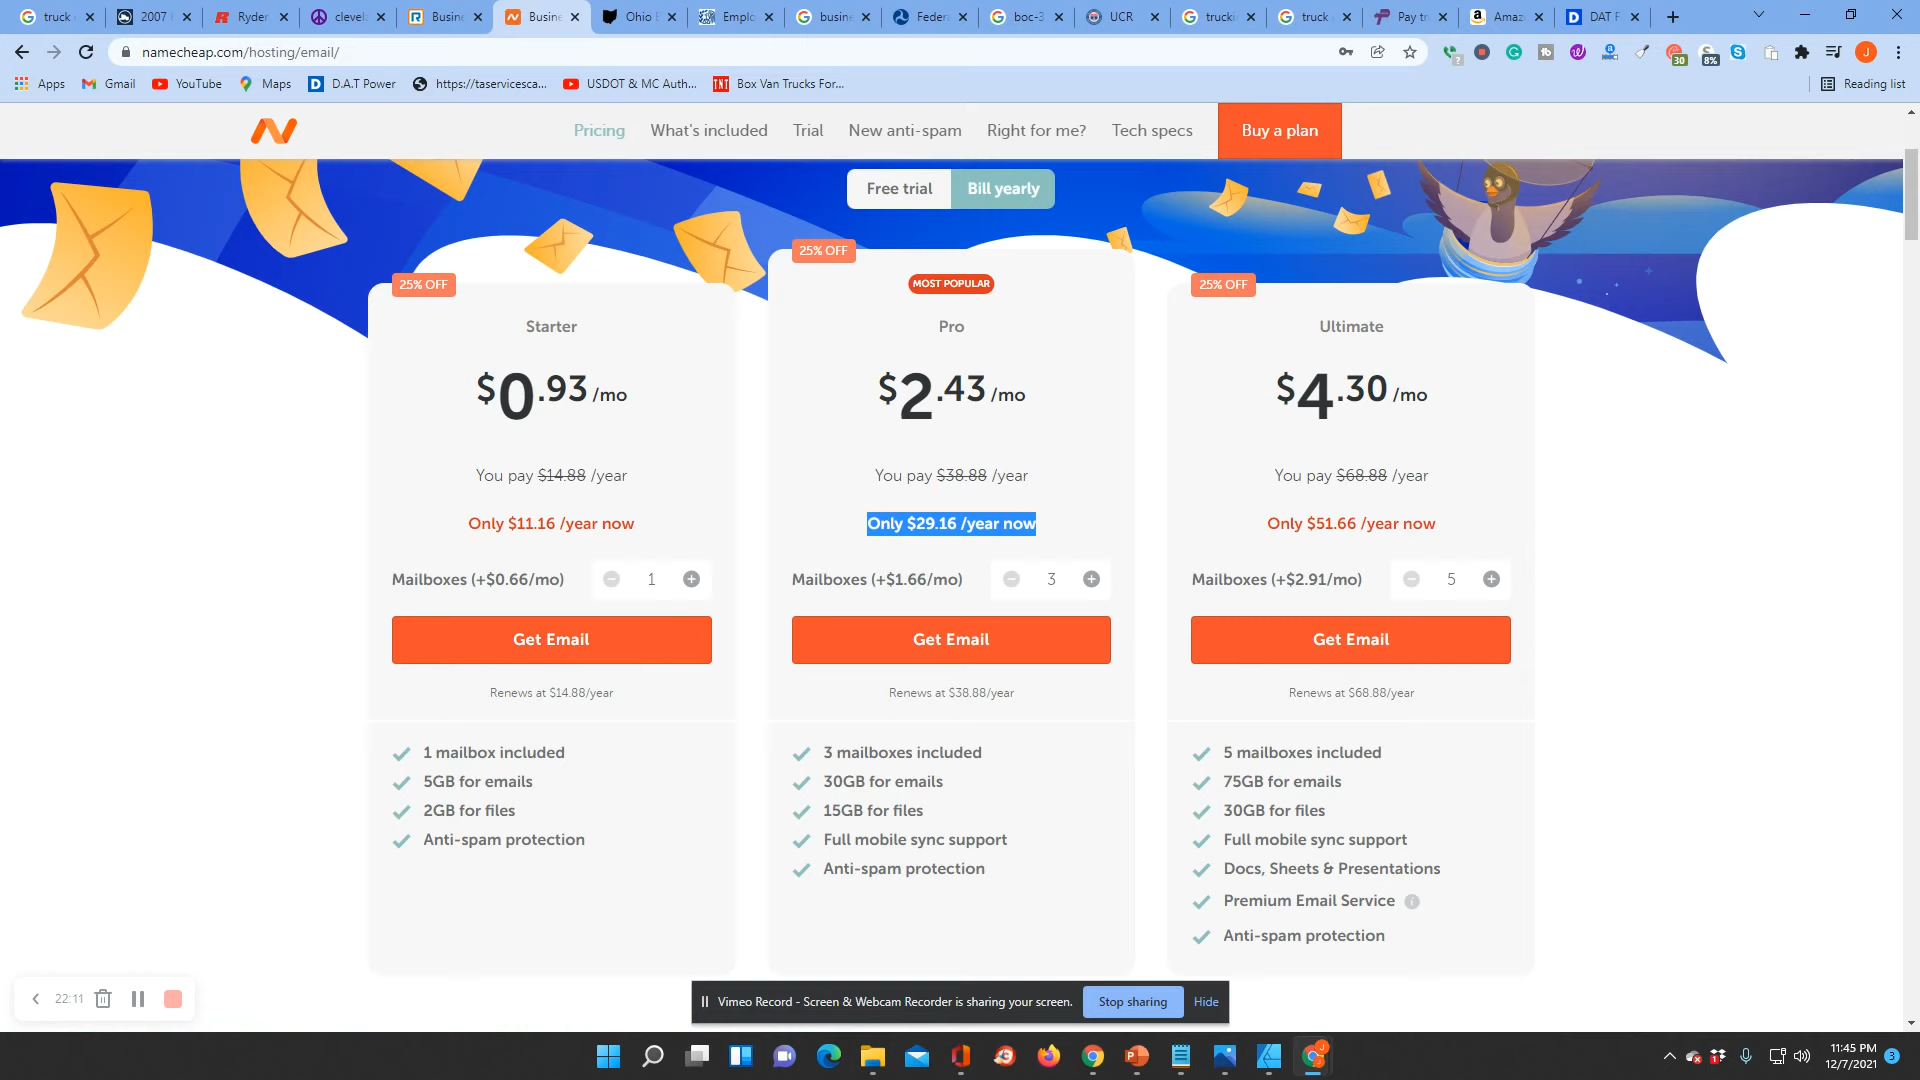 truck
2007
Ryder
clevel
Busine
Busine
Ohio
Emplo
busine
Feder
boc-3
UCR
trucki
truck
Pay tr
Amaz
DAT F
namecheap.com/hosting/email/
30
8%
Apps
Gmail
YouTube
Maps
D.A.T Power
https://taservicesca...
USDOT & MC Auth...
TNT
Box Van Trucks For...
Reading list
Pricing
What's included
Trial
New anti-spam
Right for me?
Tech specs
Buy a plan
Free trial
Bill yearly
25% OFF
Starter
$0.93 /mo
You pay $14.88 /year
Only $11.16 /year now
Mailboxes (+$0.66/mo) 1
Get Email
Renews at $14.88/year
1 mailbox included
5GB for emails
2GB for files
Anti-spam protection
25% OFF
MOST POPULAR
Pro
$2.43 /mo
You pay $38.88 /year
Only $29.16 /year now
Mailboxes (+$1.66/mo) 3
Get Email
Renews at $38.88/year
3 mailboxes included
30GB for emails
15GB for files
Full mobile sync support
Anti-spam protection
25% OFF
Ultimate
$4.30 /mo
You pay $68.88 /year
Only $51.66 /year now
Mailboxes (+$2.91/mo) 5
Get Email
Renews at $68.88/year
5 mailboxes included
75GB for emails
30GB for files
Full mobile sync support
Docs, Sheets & Presentations
Premium Email Service
Anti-spam protection
22:11
Vimeo Record - Screen & Webcam Recorder is sharing your screen.
Stop sharing
Hide
11:45 PM
12/7/2021
3